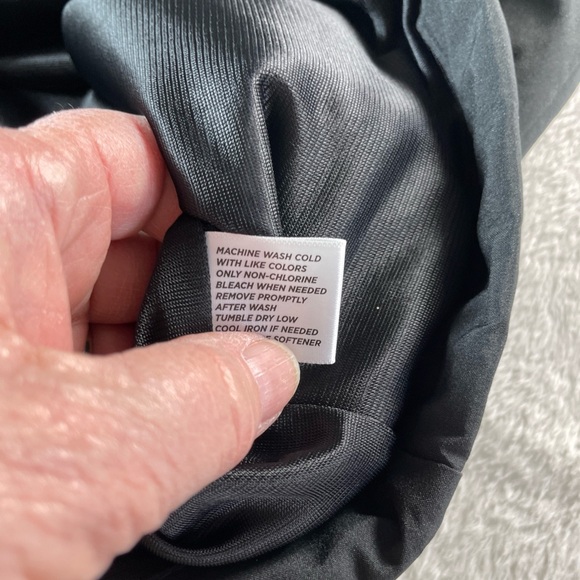 MACHINE WASH COLD
WITH LIKE COLORS
ONLY NON-CHLORINE
BLEACH WHEN NEEDED
REMOVE PROMPTLY
AFTER WASH
TUMBLE DRY LOW
COOL IRON IF NEEDED
SOFTENER